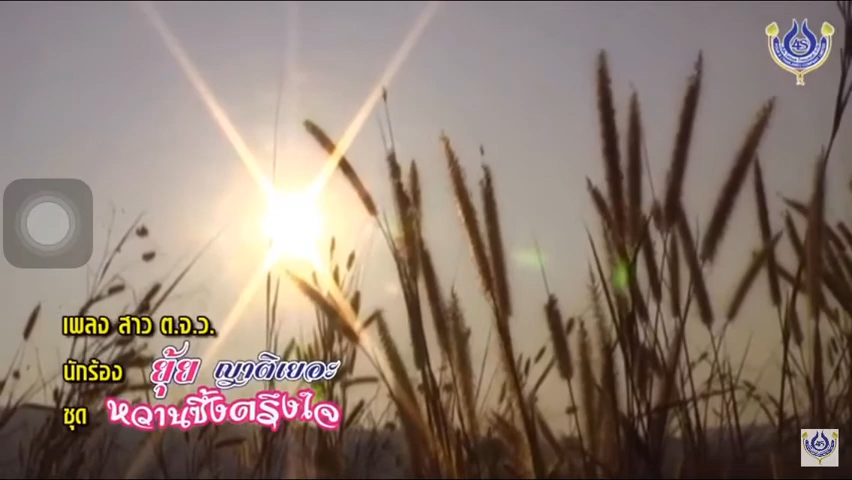 4S
เพลง สาว ต.จ.ว.
นักร้อง ยุ้ย ญาติเยอะ
ชุด หวานซึ้งตรึงใจ